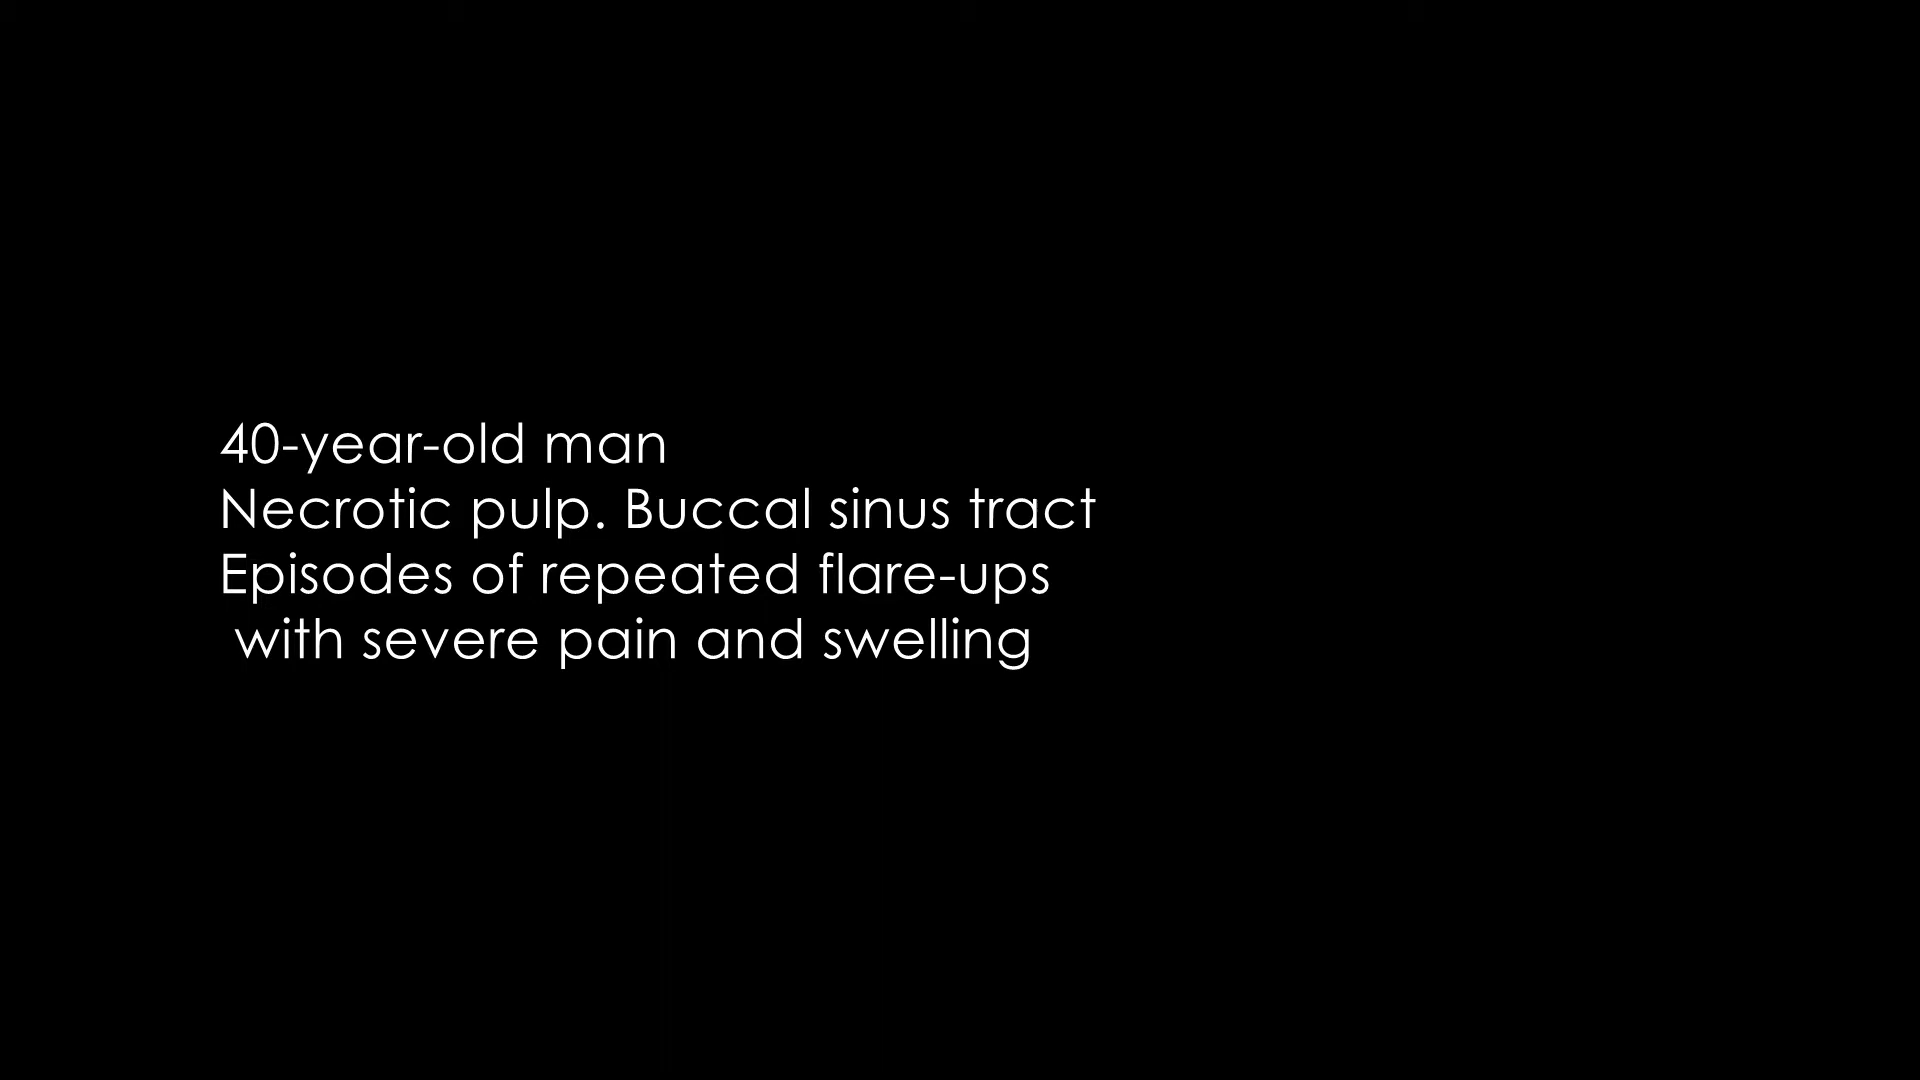 40-year-old man
Necrotic pulp. Buccal sinus tract
Episodes of repeated flare-ups
with severe pain and swelling